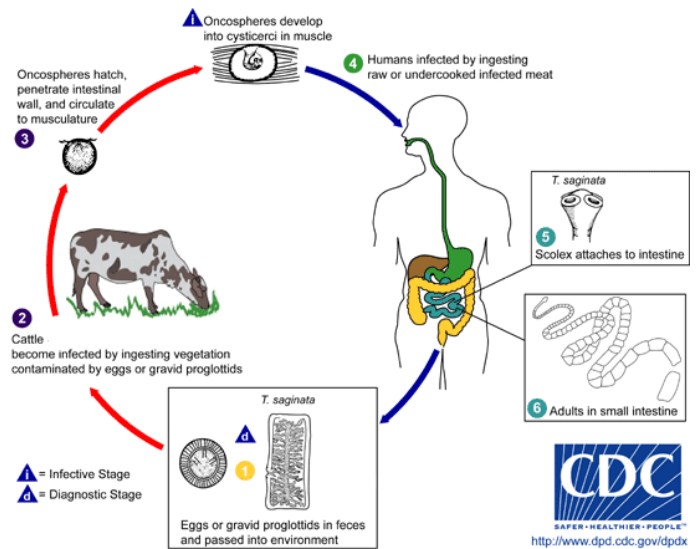 i Oncospheres develop
into cysticerci in muscle
4 Humans infected by ingesting
raw or undercooked infected meat
Oncospheres hatch,
penetrate intestinal
wall, and circulate
to musculature
3
T. saginata
5
Scolex attaches to intestine
2
Cattle
become infected by ingesting vegetation
contaminated by eggs or gravid proglottids
6 Adults in small intestine
T. saginata
d
1
Eggs or gravid proglottids in feces
and passed into environment
i = Infective Stage
d = Diagnostic Stage
CDC
SAFER•HEALTHIER•PEOPLE™
http://www.dpd.cdc.gov/dpdx